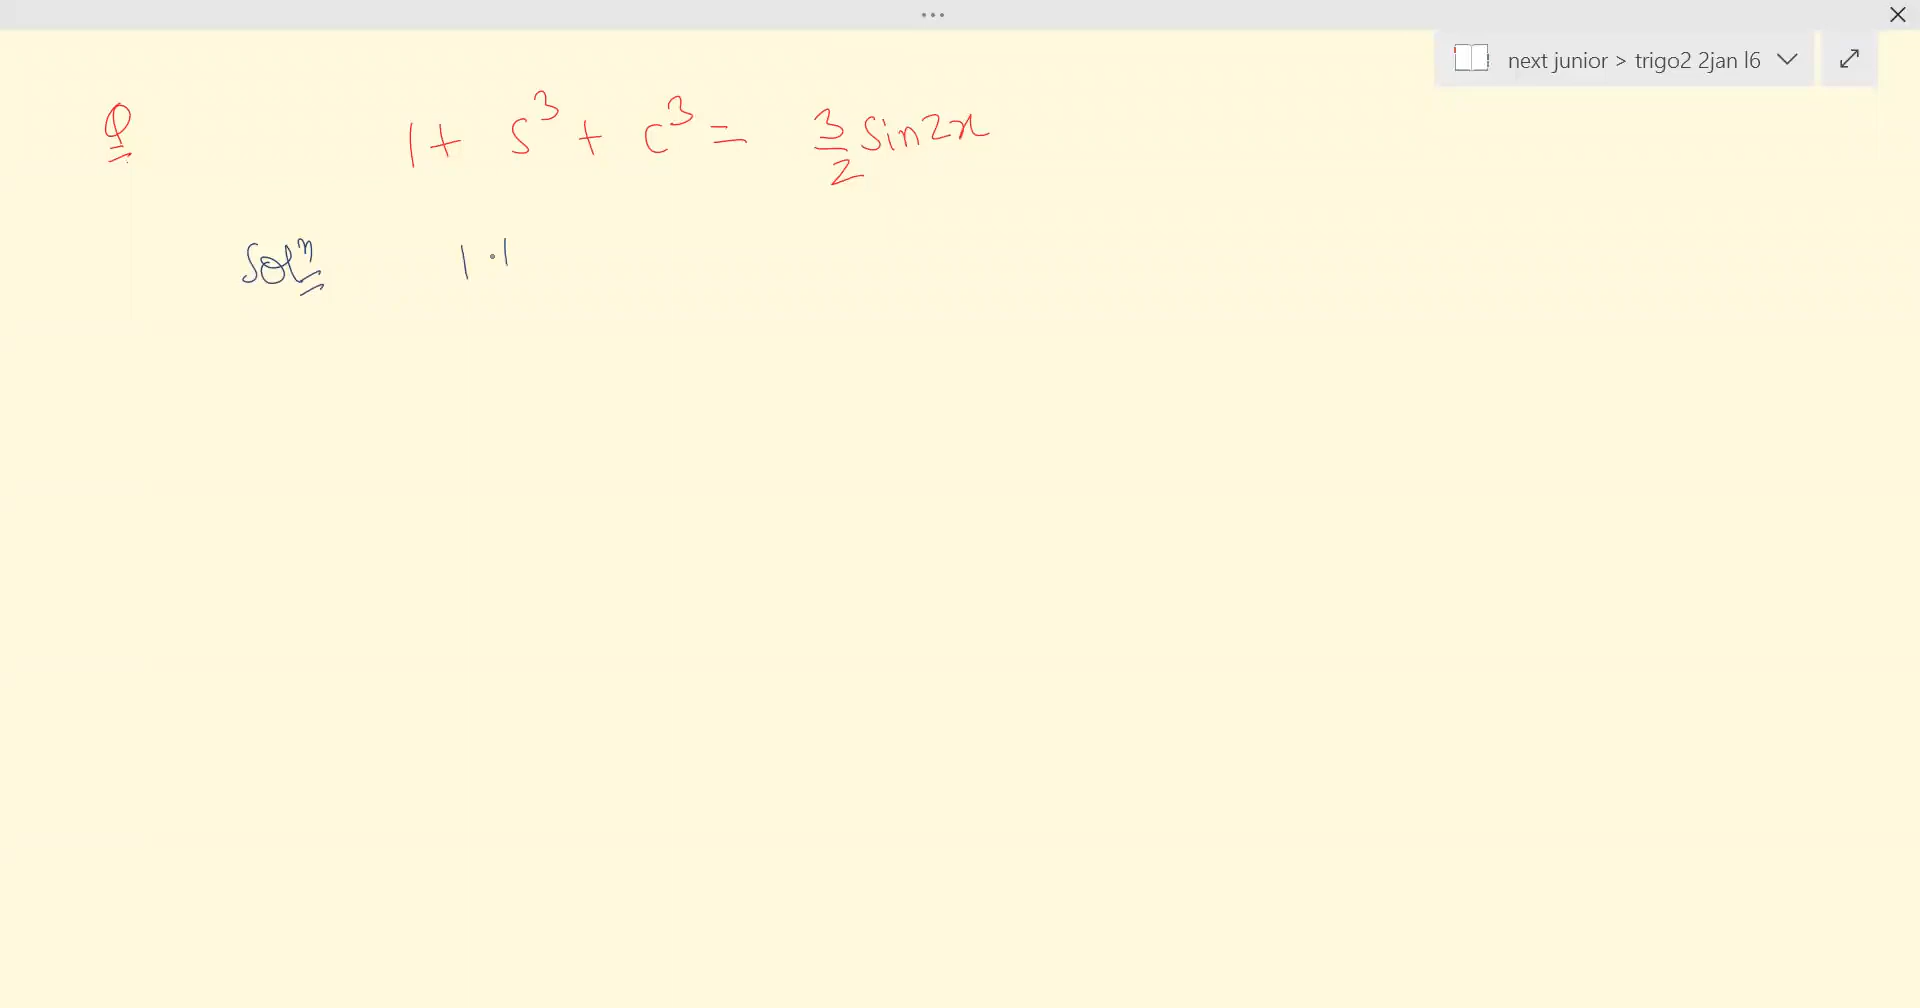 next junior > trigo2 2jan l6
Q 1 + s³ + c³ = 3/2 sin2x
Solⁿ 1 · 1